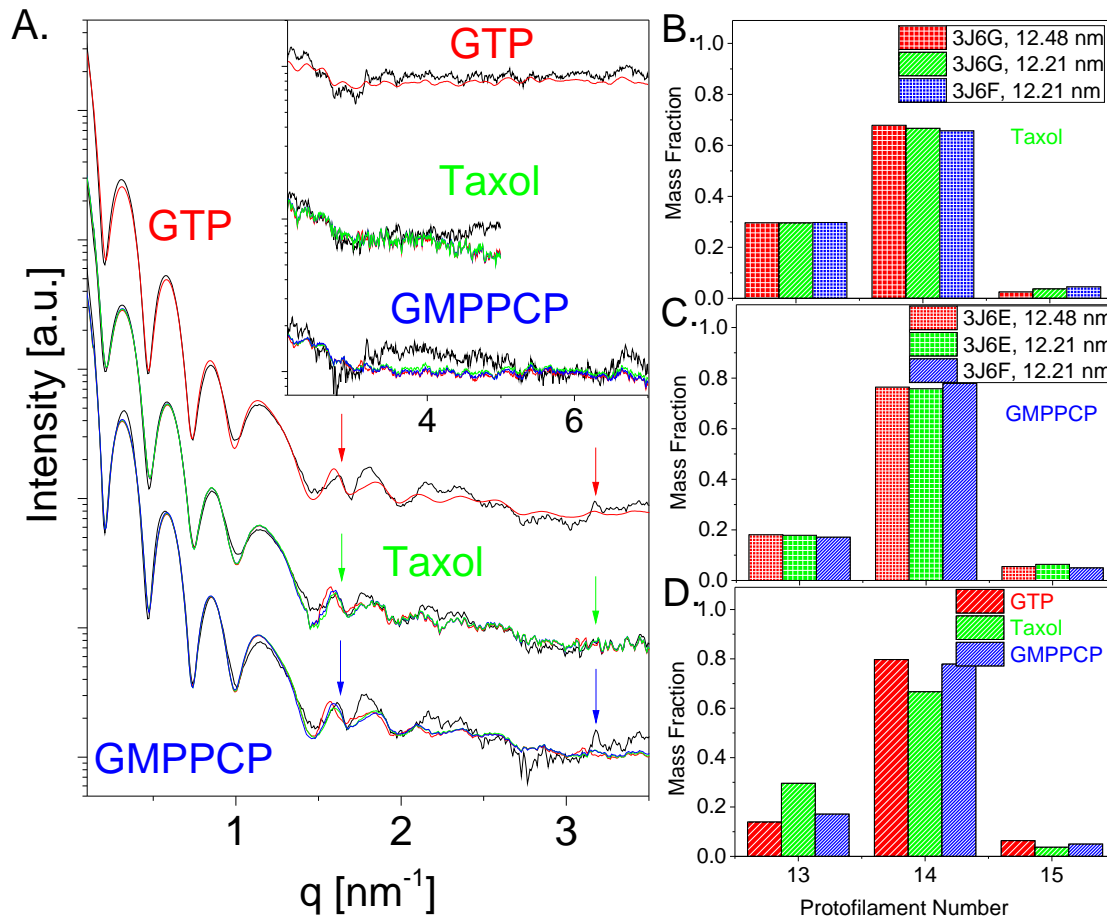 A.
GTP
Taxol
GMPPCP
4
6
GTP
Taxol
GMPPCP
1
2
3
Intensity [a.u.]
q [nm-1]
B.
3J6G, 12.48 nm
3J6G, 12.21 nm
3J6F, 12.21 nm
Taxol
1.0
0.8
0.6
0.4
0.2
0.0
Mass Fraction
C.
3J6E, 12.48 nm
3J6E, 12.21 nm
3J6F, 12.21 nm
GMPPCP
1.0
0.8
0.6
0.4
0.2
0.0
Mass Fraction
D.
GTP
Taxol
GMPPCP
1.0
0.8
0.6
0.4
0.2
0.0
Mass Fraction
13
14
15
Protofilament Number